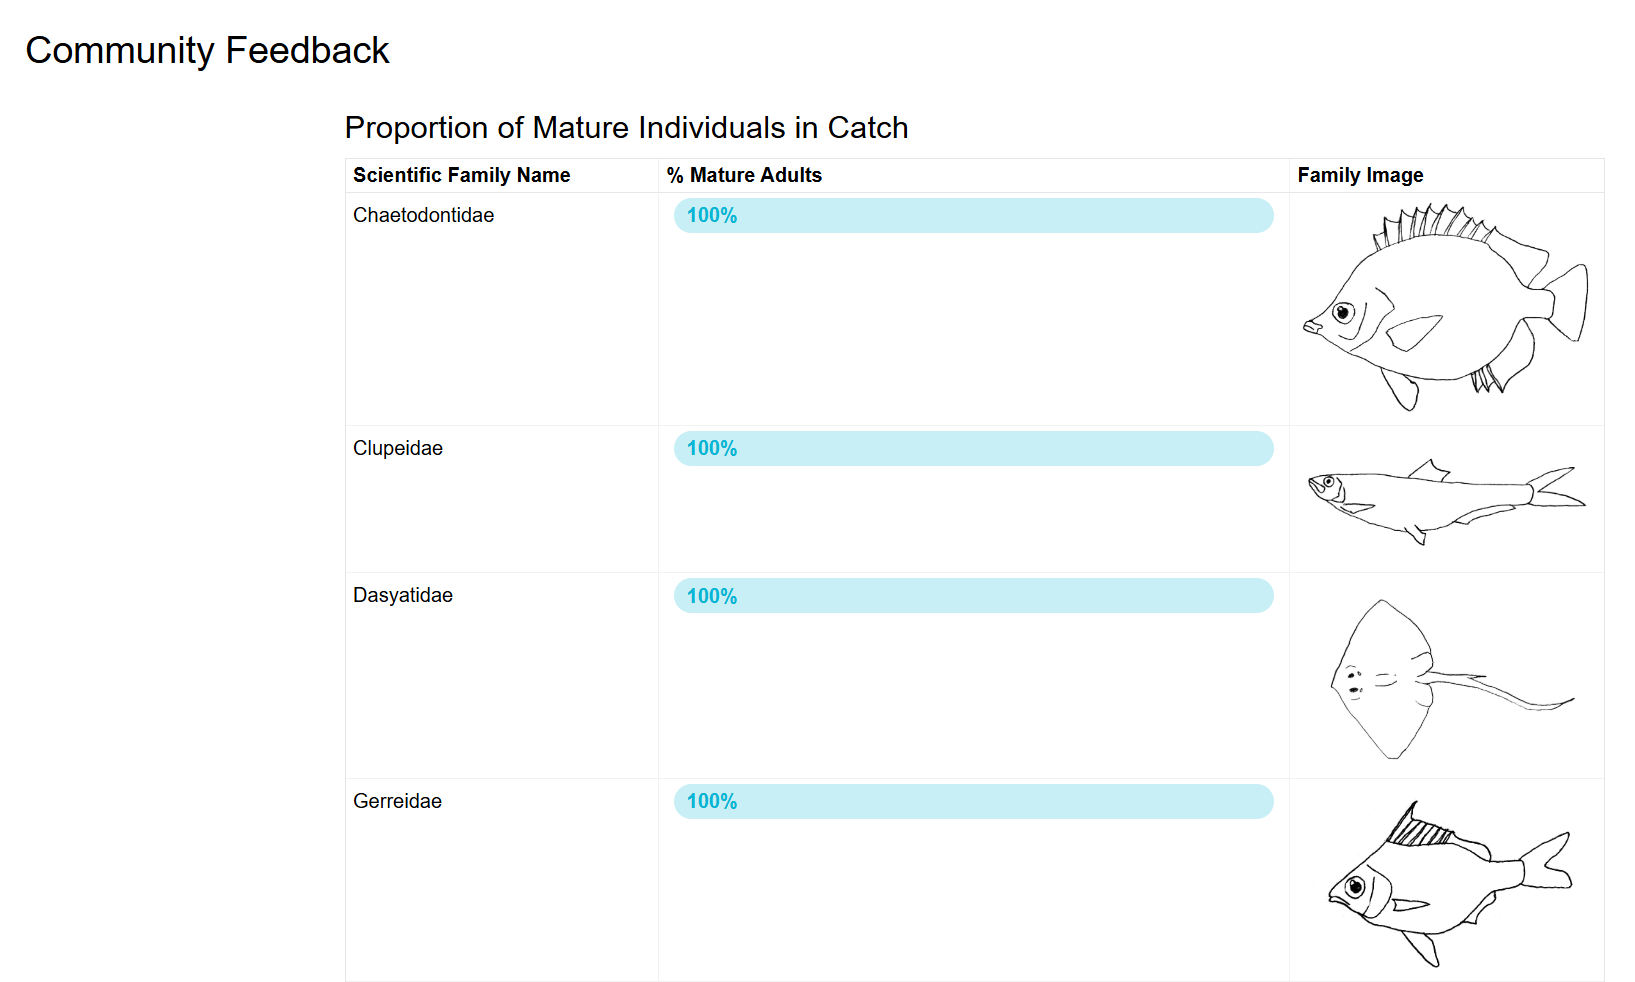 Community Feedback
Proportion of Mature Individuals in Catch
Scientific Family Name % Mature Adults Family Image
Chaetodontidae 100%
Clupeidae 100%
Dasyatidae 100%
Gerreidae 100%